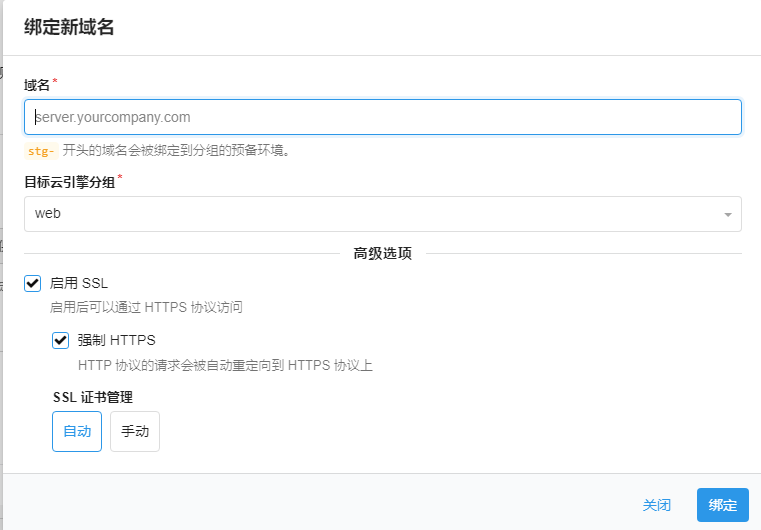 绑定新域名
域名*
server.yourcompany.com
stg- 开头的域名会被绑定到分组的预备环境。
目标云引擎分组*
web
高级选项
启用 SSL
启用后可以通过 HTTPS 协议访问
强制 HTTPS
HTTP 协议的请求会被自动重定向到 HTTPS 协议上
SSL 证书管理
自动 手动
关闭 绑定